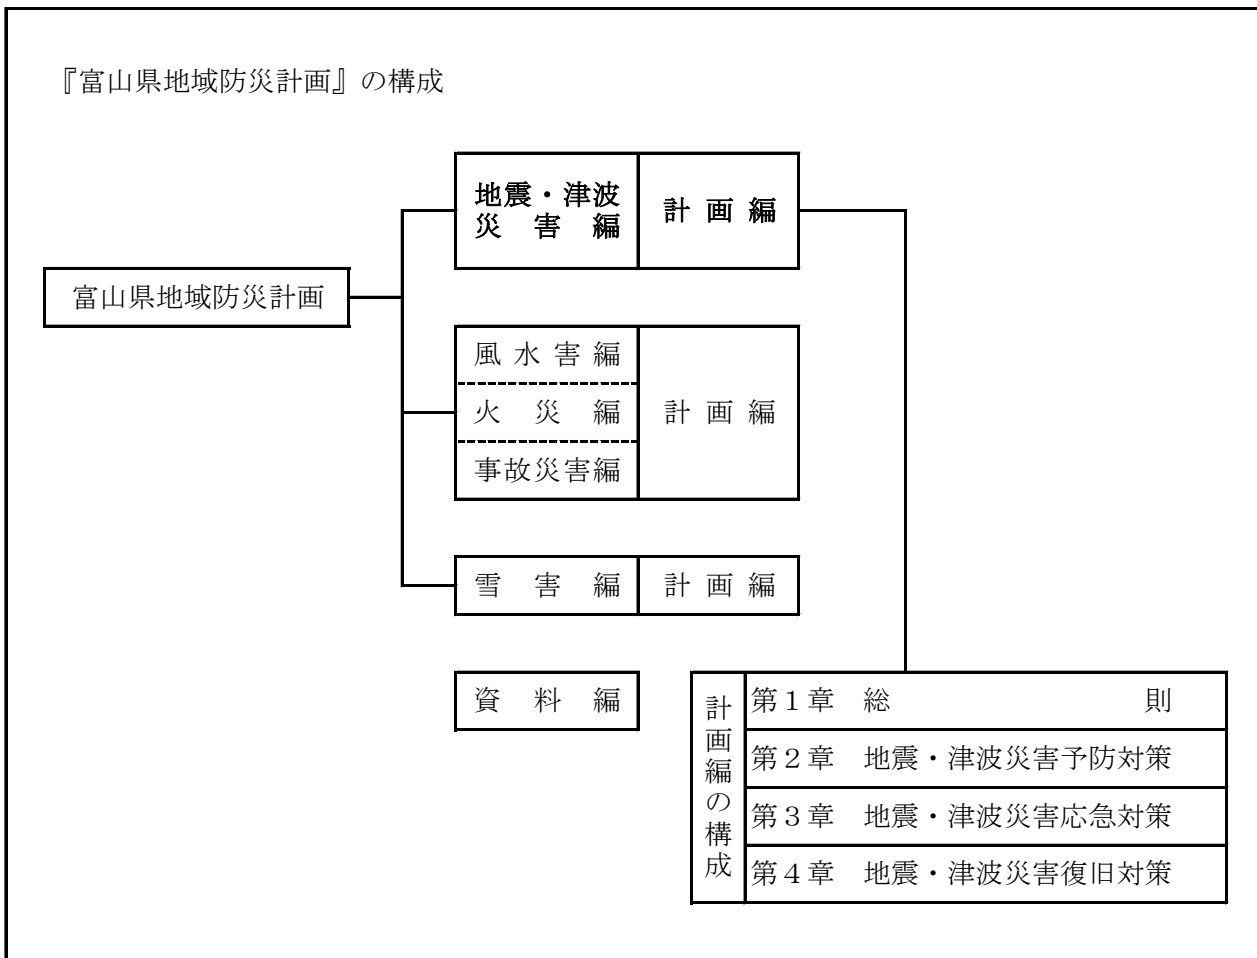 『富山県地域防災計画』の構成
地震・津波
災害編
計画編
富山県地域防災計画
風水害編
火災編
計画編
事故災害編
雪害編
計画編
資料編
計画編の構成
第１章 総則
第２章 地震・津波災害予防対策
第３章 地震・津波災害応急対策
第４章 地震・津波災害復旧対策